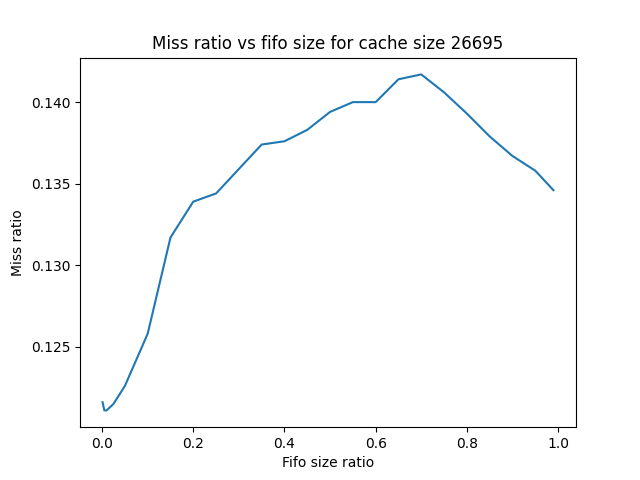 Miss ratio vs fifo size for cache size 26695
0.140
0.135
0.130
0.125
Miss ratio
0.0 0.2 0.4 0.6 0.8 1.0
Fifo size ratio